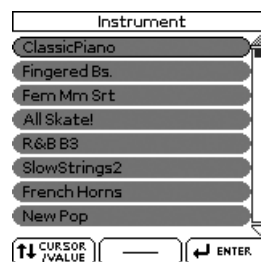 Instrument
ClassicPiano
Fingered Bs.
Fem Mm Srt
All Skate!
R&B B3
SlowStrings2
French Horns
New Pop
CURSOR
/VALUE
ENTER